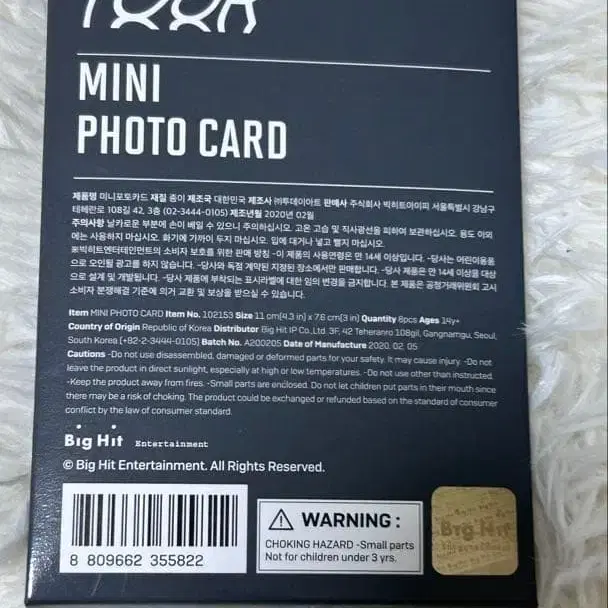 TOUR
MINI
PHOTO CARD
제품명 미니포토카드 재질 종이 제조국 대한민국 제조사 ㈜투데이아트 판매사 주식회사 빅히트아이피 서울특별시 강남구
테헤란로 108길 42, 3층 (02-3444-0105) 제조년월 2020년 02월
주의사항 날카로운 부분에 손이 베일 수 있으니 주의하십시오. 고온 고습 및 직사광선을 피하여 보관하십시오. 용도 이외
에는 사용하지 마십시오. 화기에 가까이 두지 마십시오. 입에 대거나 넣고 빨지 마십시오.
※빅히트엔터테인먼트의 소비자 보호를 위한 판매 방침 -이 제품의 사용연령은 만 14세 이상입니다. -당사는 어린이용품
으로 오인될 광고를 하지 않습니다. -당사와 독점 계약된 지정된 장소에서만 판매합니다. -당사 제품은 만 14세 이상을 대상
으로 설계 및 개발됩니다. -당사 제품에 부착되는 표시라벨에 대한 임의 변경을 금지합니다. 본 제품은 공정거래위원회 고시
소비자 분쟁해결 기준에 의거 교환 및 보상을 받으실 수 있습니다.
Item MINI PHOTO CARD Item No. 102153 Size 11 cm(4.3 in) x 7.6 cm(3 in) Quantity 8pcs Ages 14y+
Country of Origin Republic of Korea Distributor Big Hit IP Co.,Ltd. 3F, 42 Teheranro 108gil, Gangnamgu, Seoul,
South Korea (+82-2-3444-0105) Batch No. A200205 Date of Manufacture 2020. 02. 05
Cautions -Do not use disassembled, damaged or deformed parts for your safety. It may cause injury. -Do not
leave the product in direct sunlight, especially at high or low temperatures. -Do not use other than instructed.
-Keep the product away from fires. -Small parts are enclosed. Do not let children put parts in their mouth since
there may be a risk of choking. The product could be exchanged or refunded based on the standard of consumer
conflict by the law of consumer standard.
Big Hit Entertainment
© Big Hit Entertainment. All Rights Reserved.
8 809662 355822
WARNING :
CHOKING HAZARD -Small parts
Not for children under 3 yrs.
Big Hit
Entertainment